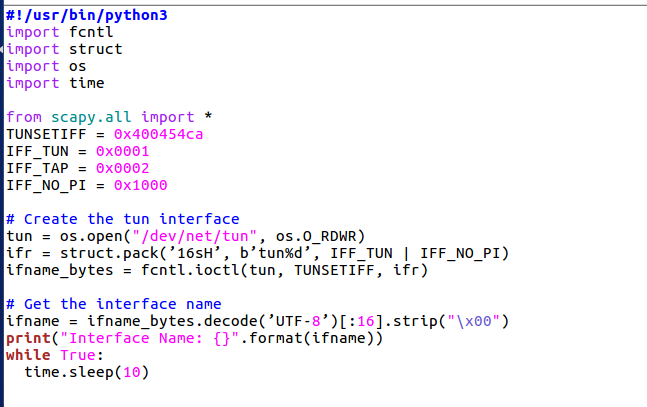 #!/usr/bin/python3
import fcntl
import struct
import os
import time
from scapy.all import *
TUNSETIFF = 0x400454ca
IFF_TUN = 0x0001
IFF_TAP = 0x0002
IFF_NO_PI = 0x1000
# Create the tun interface
tun = os.open("/dev/net/tun", os.O_RDWR)
ifr = struct.pack(’16sH’, b’tun%d’, IFF_TUN | IFF_NO_PI)
ifname_bytes = fcntl.ioctl(tun, TUNSETIFF, ifr)
# Get the interface name
ifname = ifname_bytes.decode(’UTF-8’)[:16].strip("\x00")
print("Interface Name: {}".format(ifname))
while True:
  time.sleep(10)